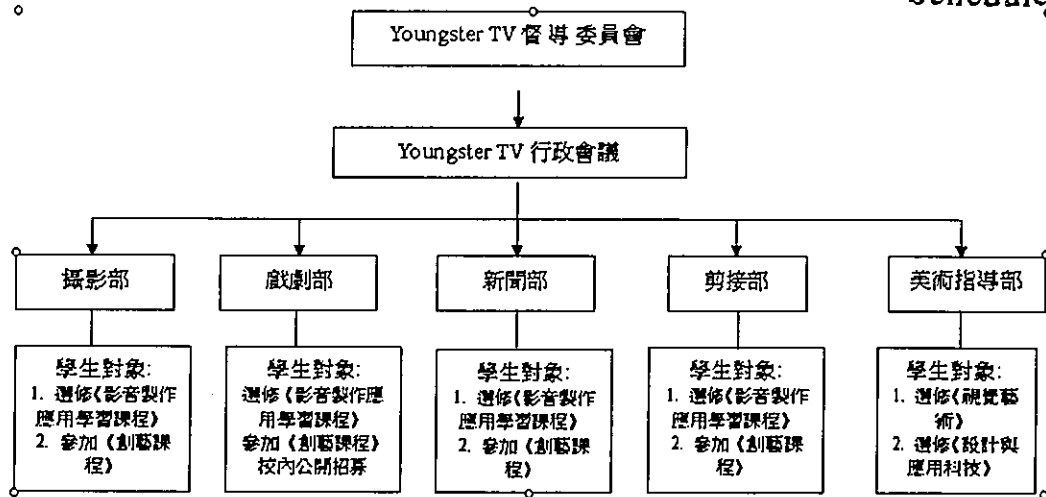 Schedule
Youngster TV 督導委員會
Youngster TV 行政會議
攝影部
戲劇部
新聞部
剪接部
美術指導部
學生對象:
1. 選修《影音製作
應用學習課程》
2. 參加《創藝課
程》
學生對象:
選修《影音製作應
用學習課程》
參加《創藝課程》
校內公開招募
學生對象:
1. 選修《影音製作
應用學習課程》
2. 參加《創藝課
程》
學生對象:
1. 選修《影音製作
應用學習課程》
2. 參加《創藝課
程》
學生對象:
1. 選修《視覺藝
術》
2. 選修《設計與
應用科技》